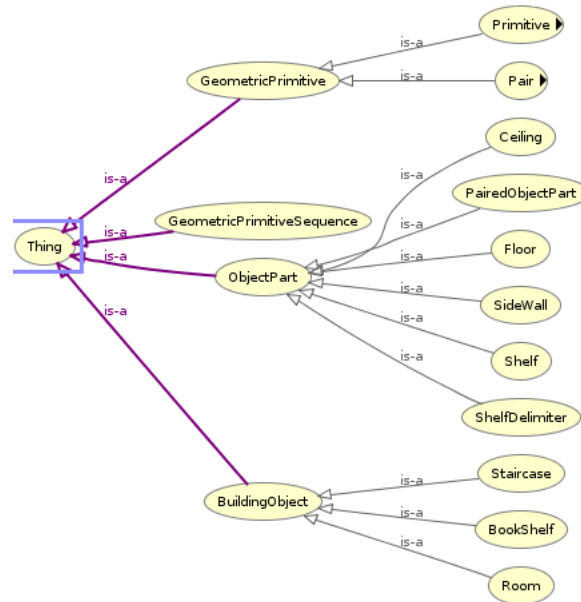 Primitive
is-a
GeometricPrimitive
is-a
Pair
Ceiling
is-a
is-a
PairedObjectPart
is-a
GeometricPrimitiveSequence
is-a
is-a
Floor
Thing
is-a
is-a
ObjectPart
is-a
SideWall
is-a
is-a
Shelf
is-a
ShelfDelimiter
Staircase
is-a
BuildingObject
is-a
BookShelf
is-a
Room